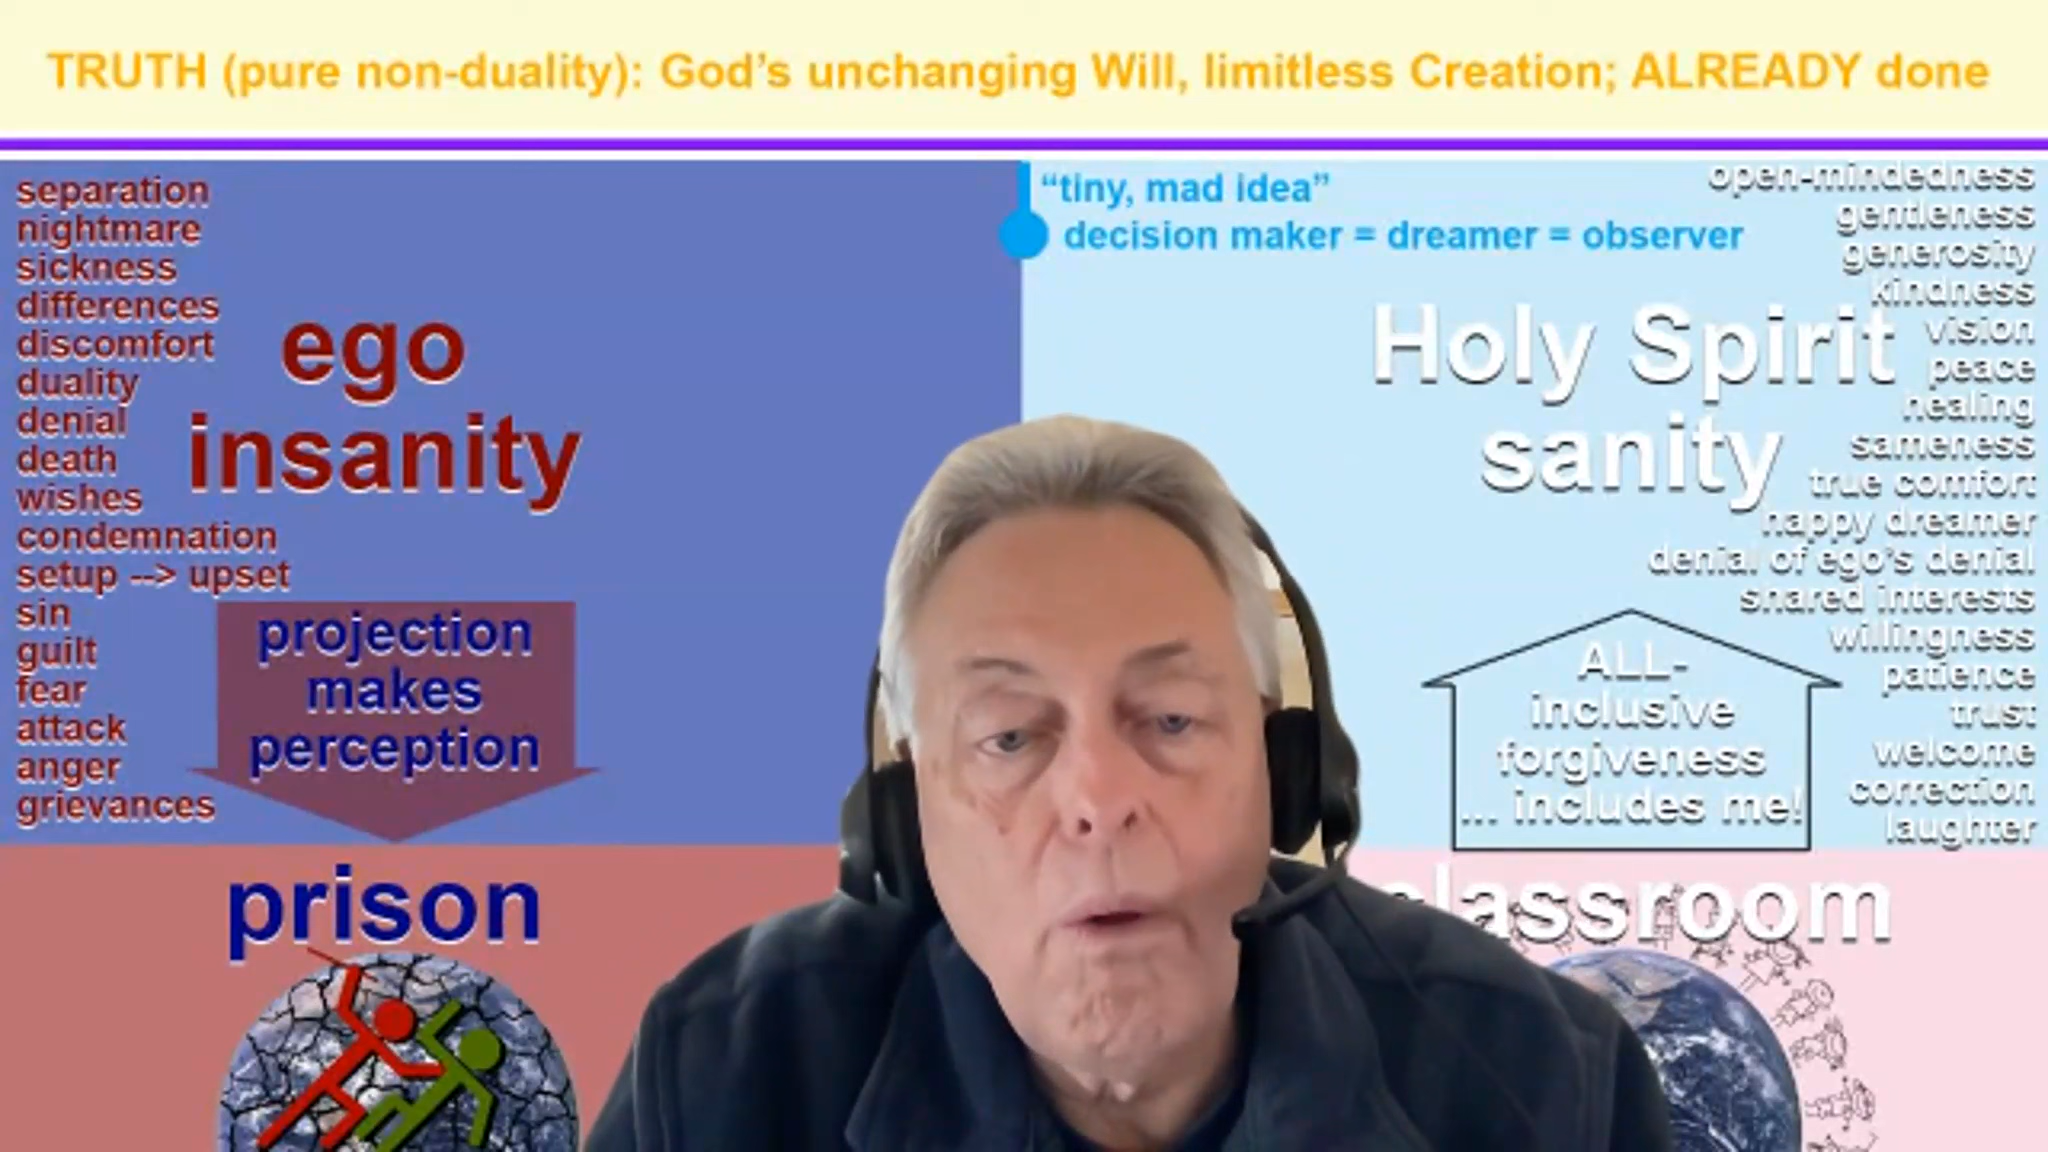 TRUTH (pure non-duality): God's unchanging Will, limitless Creation; ALREADY done
separation
nightmare
sickness
differences
discomfort
duality
denial
death
wishes
condemnation
setup --> upset
sin
guilt
fear
attack
anger
grievances
ego
insanity
projection
makes
perception
prison
“tiny, mad idea”
decision maker = dreamer = observer
Holy Spirit
sanity
open-mindedness
gentleness
generosity
kindness
vision
peace
healing
sameness
true comfort
happy dreamer
denial of ego's denial
shared interests
willingness
patience
trust
welcome
correction
laughter
ALL-
inclusive
forgiveness
... includes me!
classroom